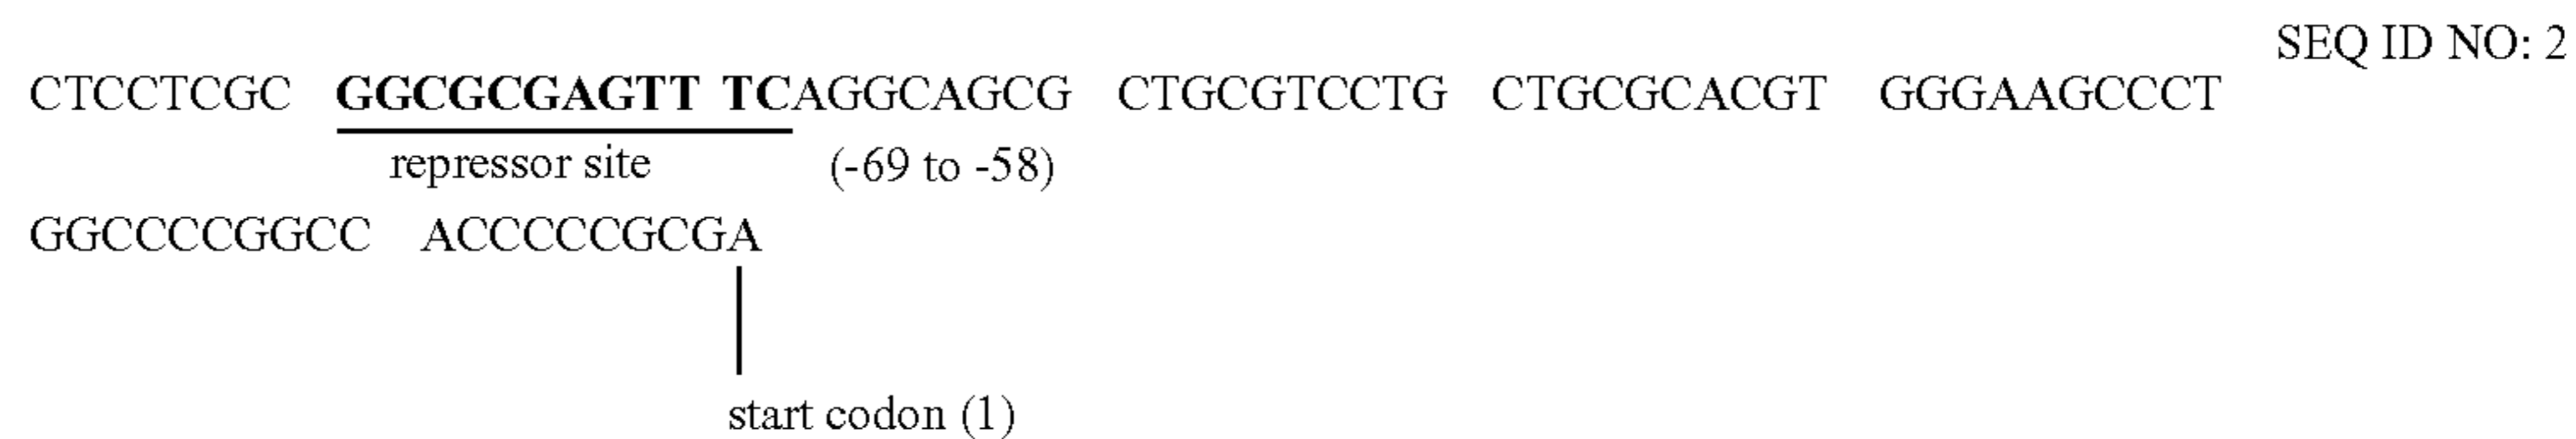 SEQ ID NO: 2
CTCCTCGC GGCGCGAGTT TCAGGCAGCG CTGCGTCCTG CTGCGCACGT GGGAAGCCCT
repressor site (-69 to -58)
GGCCCCGGCC ACCCCCGCGA
start codon (1)